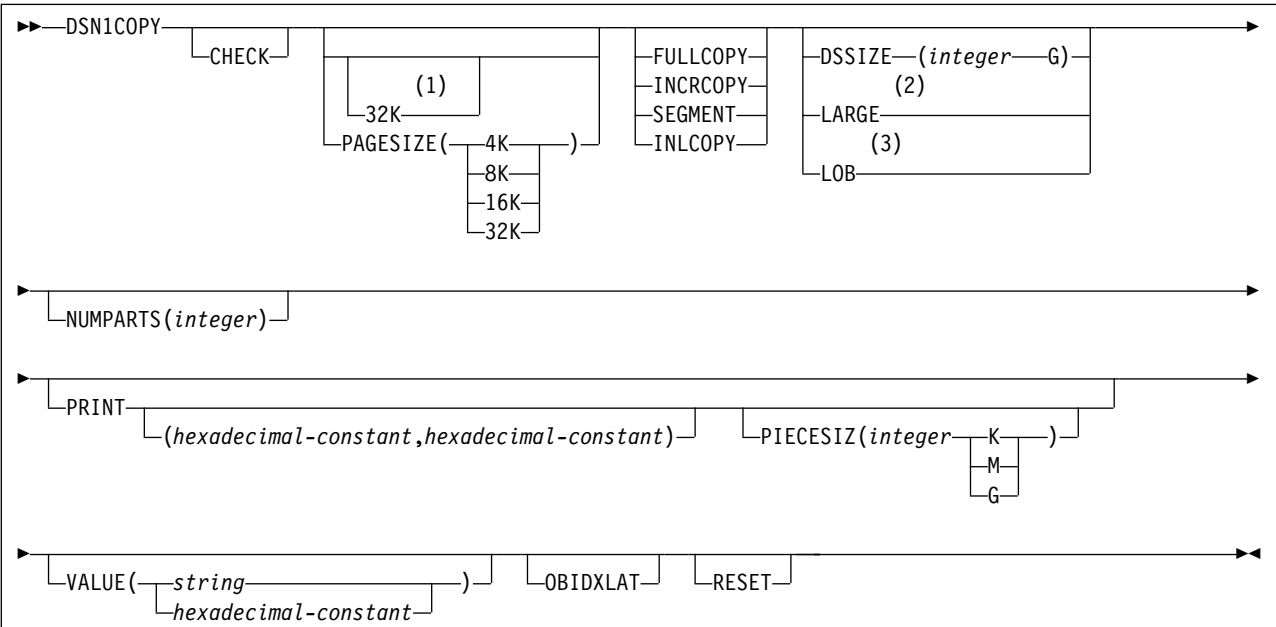 DSN1COPY
CHECK
(1)
32K
PAGESIZE( 4K )
8K
16K
32K
FULLCOPY
INCRCOPY
SEGMENT
INLCOPY
DSSIZE (integer G)
(2)
LARGE
(3)
LOB
NUMPARTS(integer)
PRINT
(hexadecimal-constant,hexadecimal-constant)
PIECESIZ(integer K )
M
G
VALUE( string )
hexadecimal-constant
OBIDXLAT
RESET